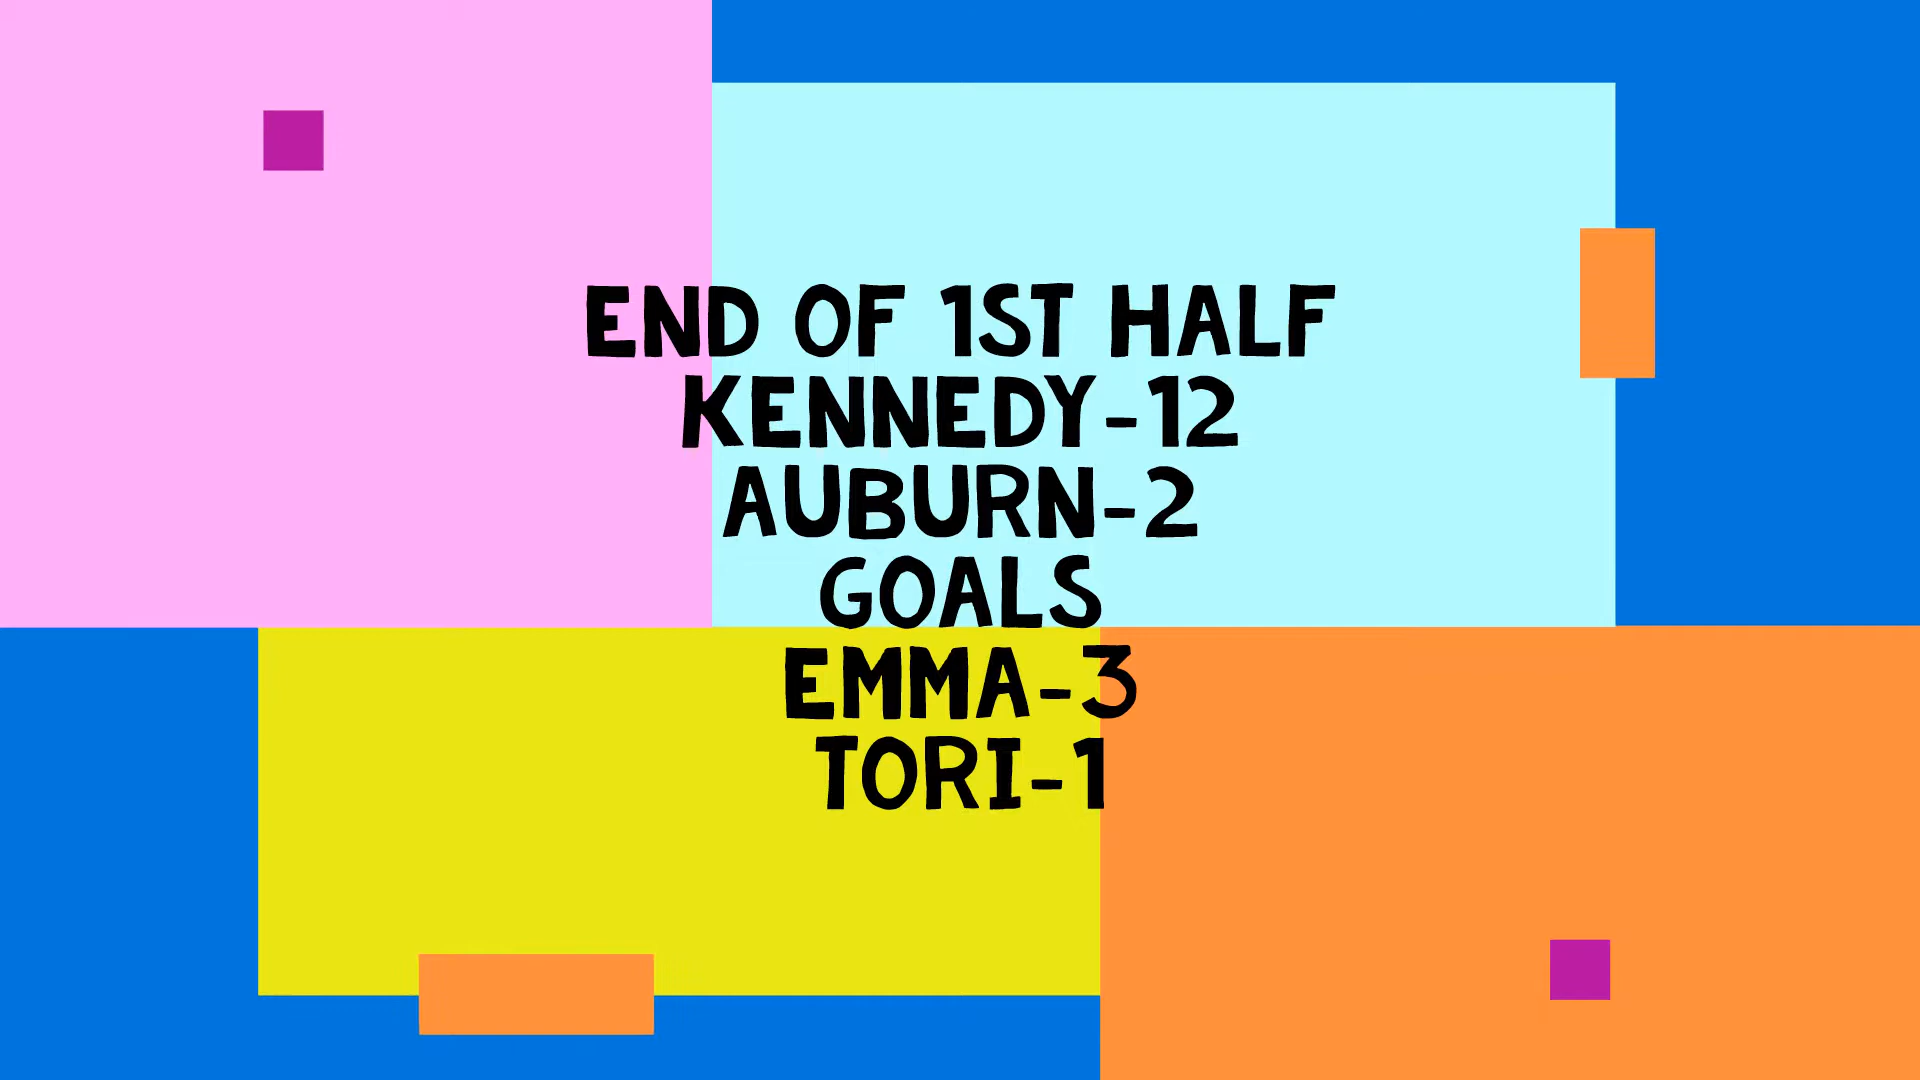 END OF 1ST HALF
KENNEDY-12
AUBURN-2
GOALS
EMMA-3
TORI-1